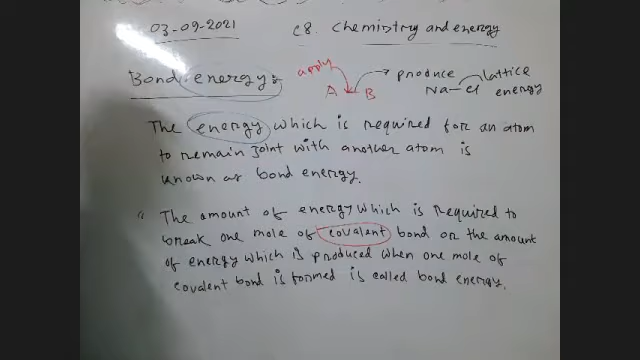 03-09-2021 C8. Chemistry and energy
Bond energy:
apply
A B
produce
lattice
Na-Cl energy
The energy which is required for an atom
to remain joint with another atom is
known as bond energy.
" The amount of energy which is required to
break one mole of covalent bond or the amount
of energy which is produced when one mole of
covalent bond is formed is called bond energy.